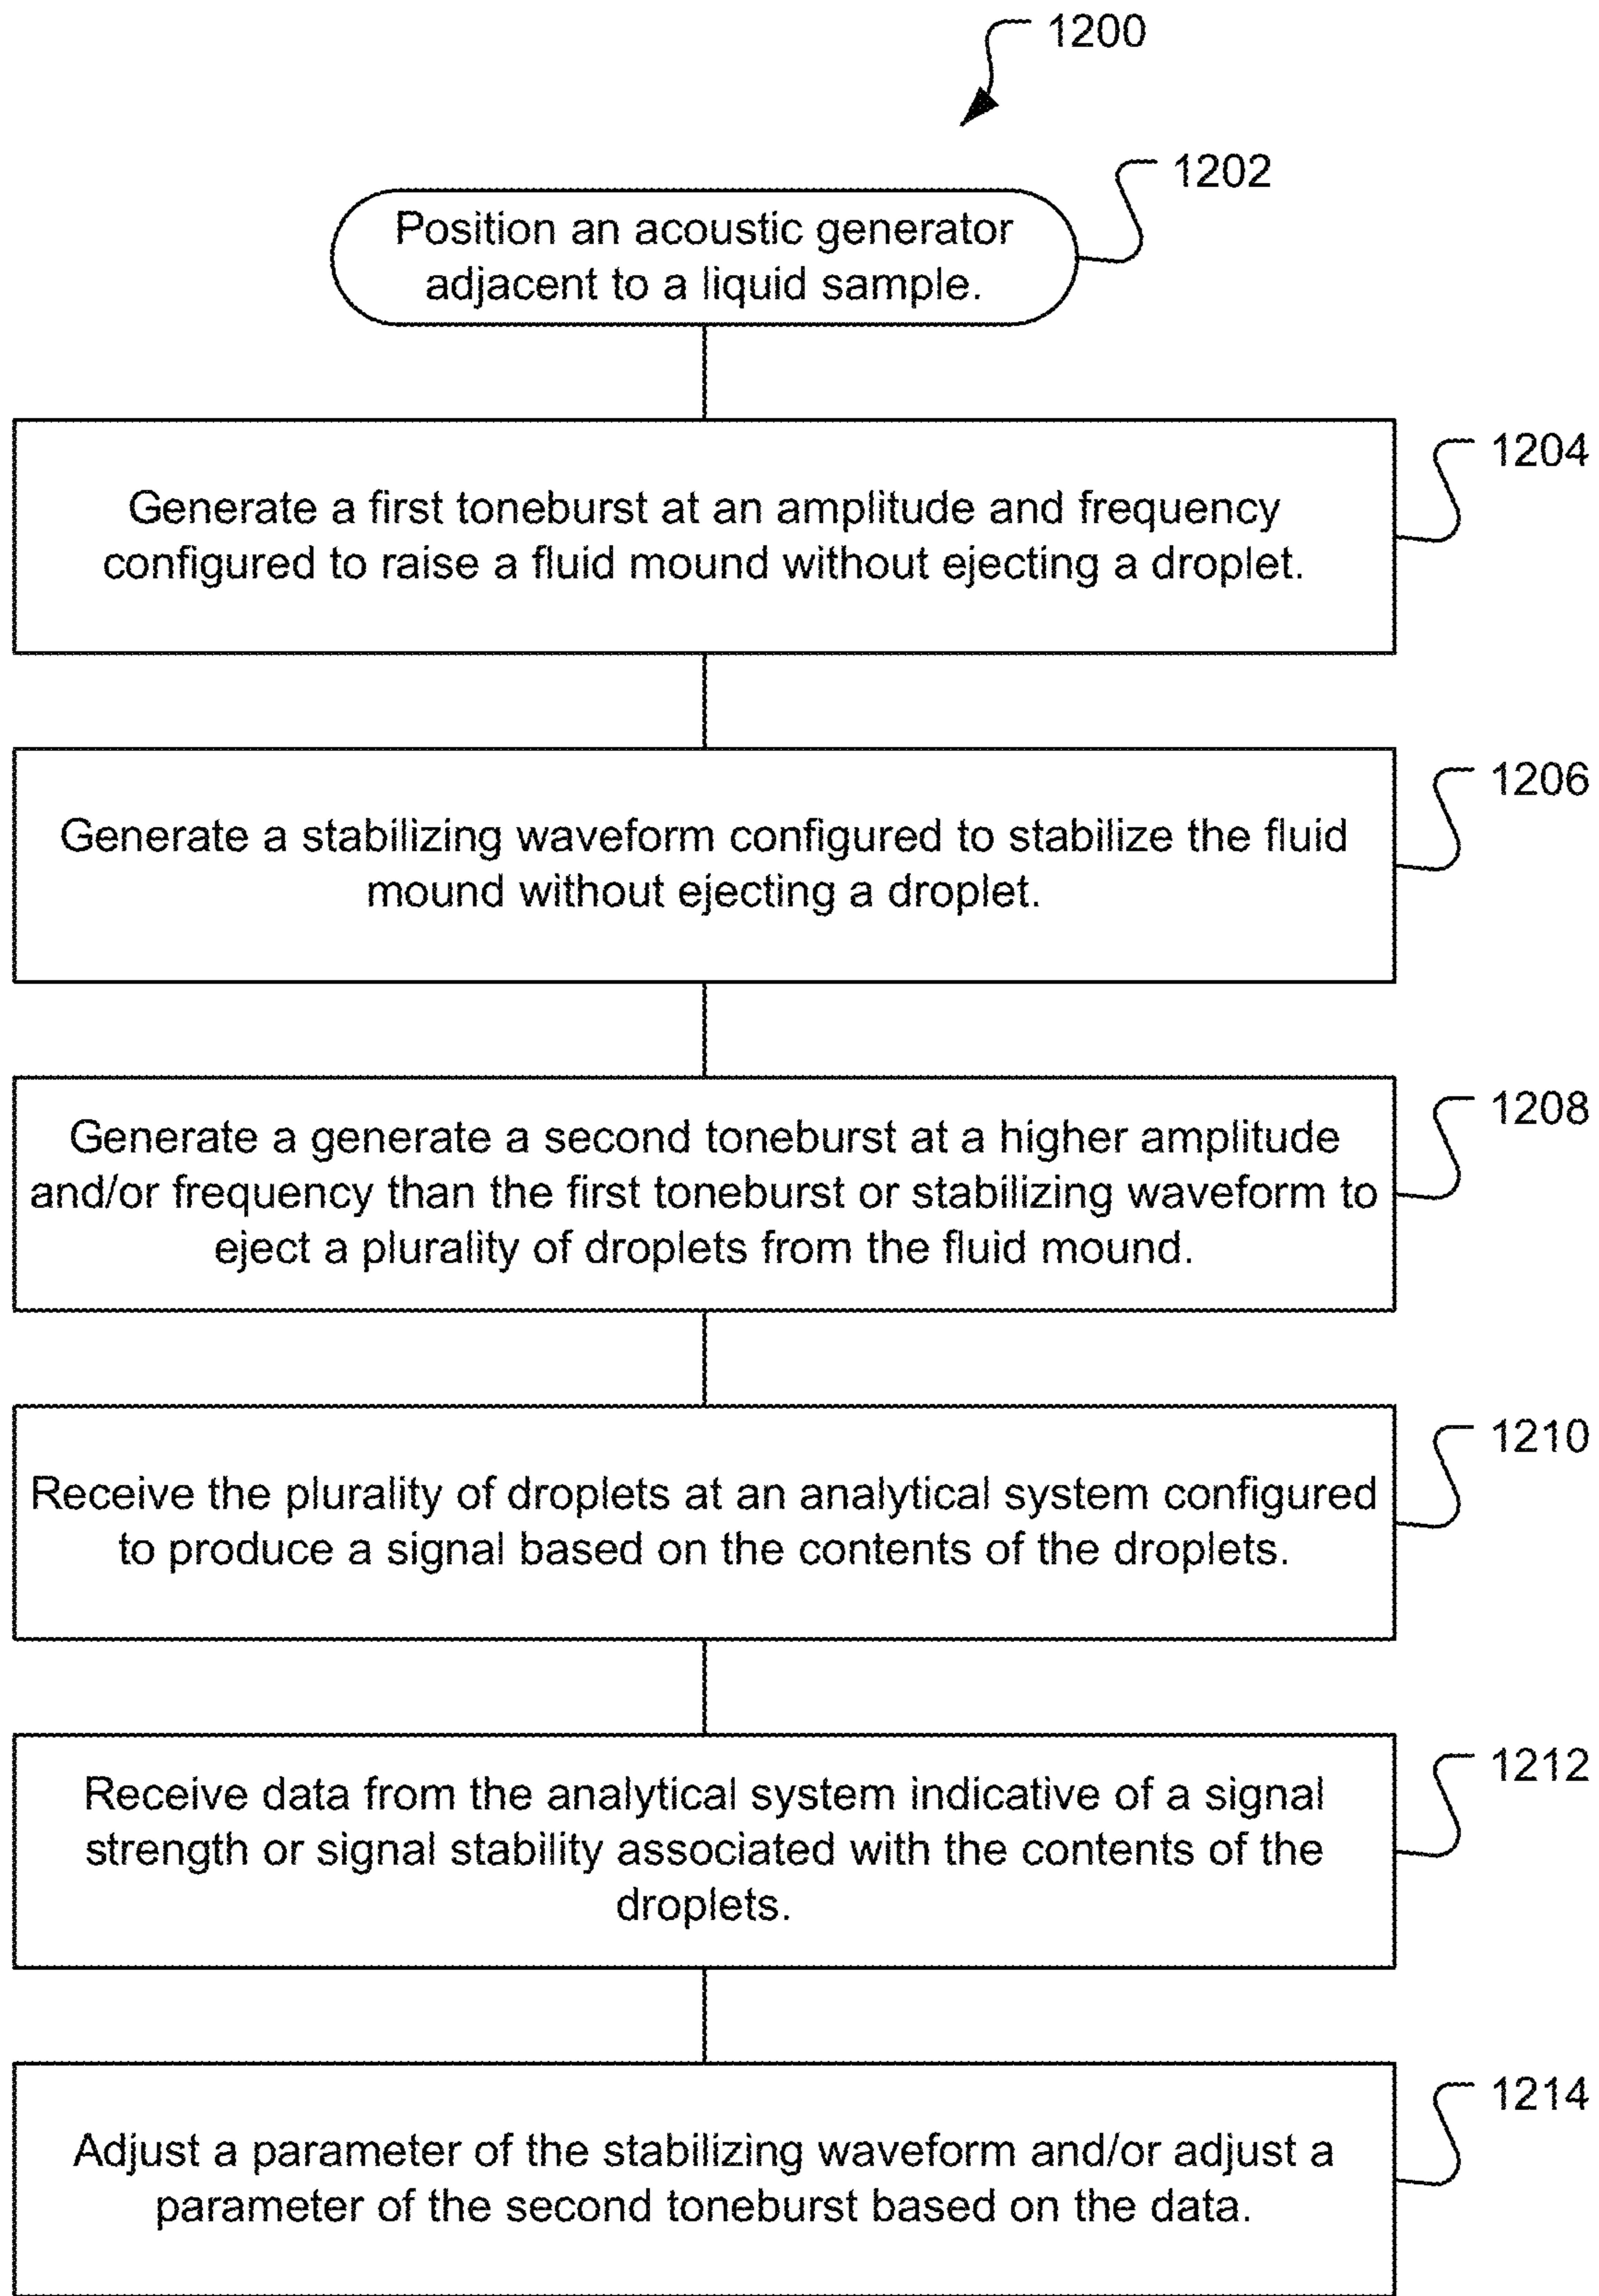 1200
1202
Position an acoustic generator
adjacent to a liquid sample.
1204
Generate a first toneburst at an amplitude and frequency
configured to raise a fluid mound without ejecting a droplet.
1206
Generate a stabilizing waveform configured to stabilize the fluid
mound without ejecting a droplet.
1208
Generate a generate a second toneburst at a higher amplitude
and/or frequency than the first toneburst or stabilizing waveform to
eject a plurality of droplets from the fluid mound.
1210
Receive the plurality of droplets at an analytical system configured
to produce a signal based on the contents of the droplets.
1212
Receive data from the analytical system indicative of a signal
strength or signal stability associated with the contents of the
droplets.
1214
Adjust a parameter of the stabilizing waveform and/or adjust a
parameter of the second toneburst based on the data.